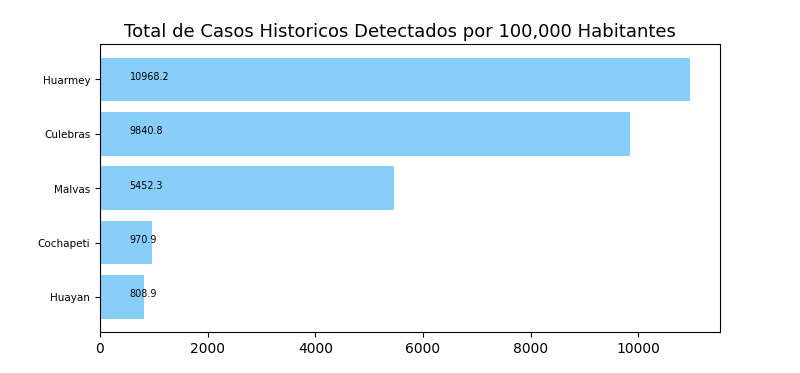 Total de Casos Historicos Detectados por 100,000 Habitantes
Huarmey 10968.2
Culebras 9840.8
Malvas 5452.3
Cochapeti 970.9
Huayan 808.9
0 2000 4000 6000 8000 10000